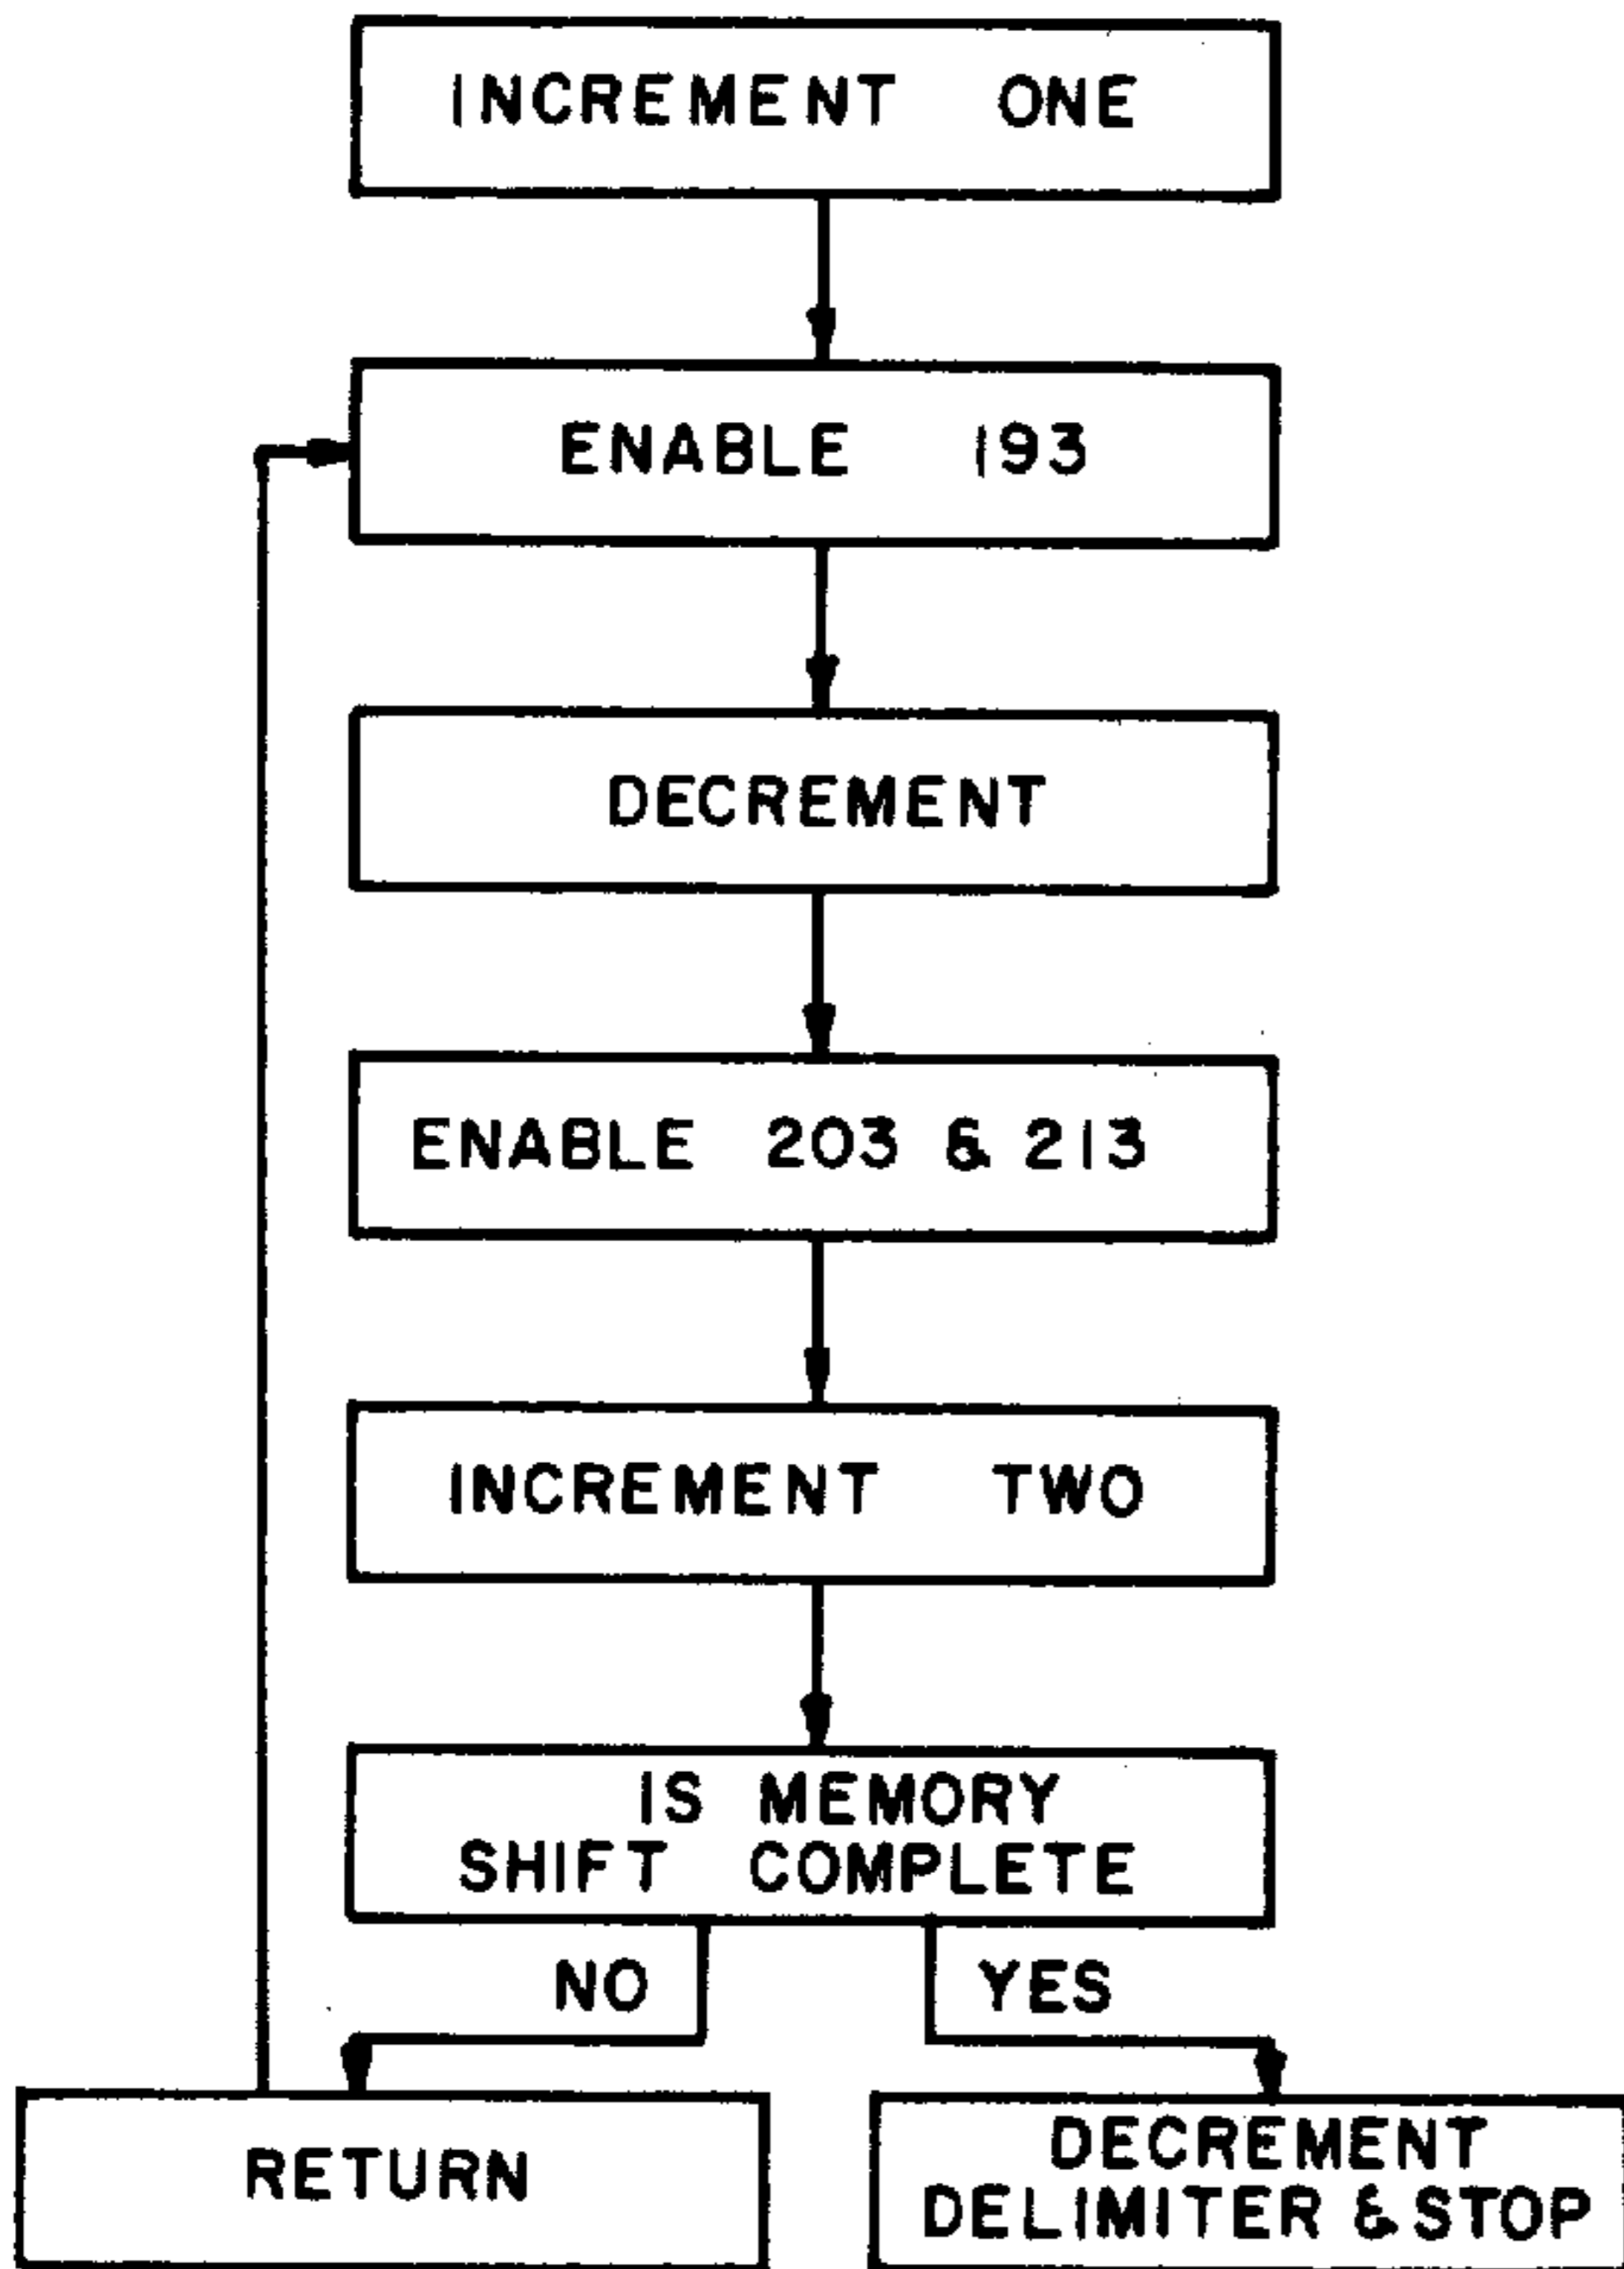 INCREMENT ONE
ENABLE 193
DECREMENT
ENABLE 203 & 213
INCREMENT TWO
IS MEMORY
SHIFT COMPLETE
NO
YES
RETURN
DECREMENT
DELIMITER & STOP